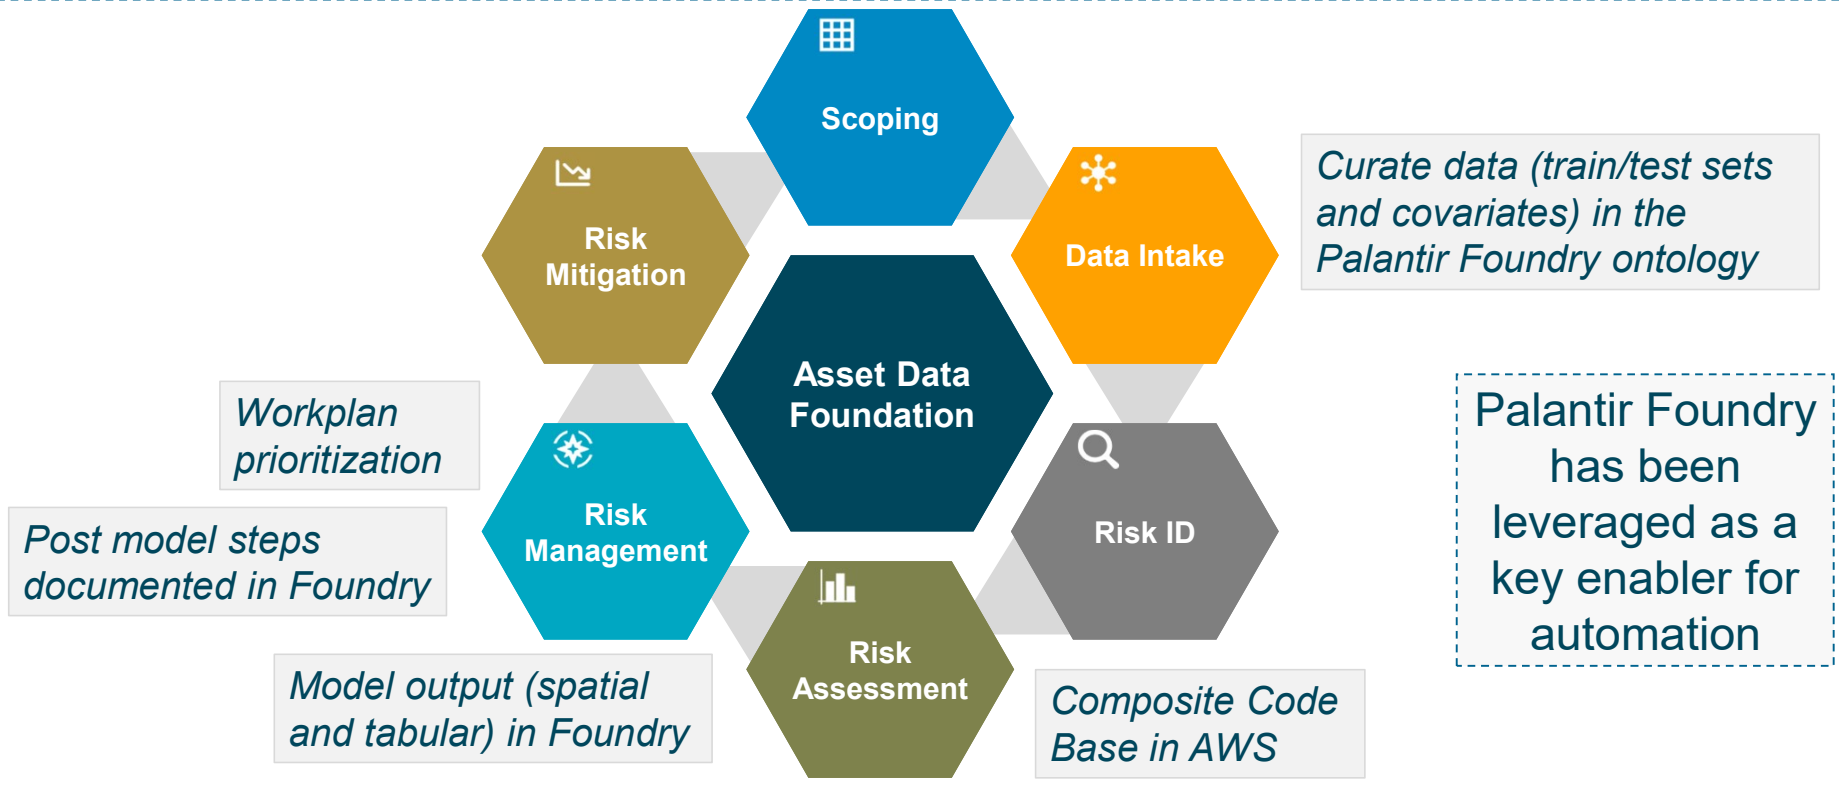 Scoping
Data Intake
Curate data (train/test sets
and covariates) in the
Palantir Foundry ontology
Risk
Mitigation
Asset Data
Foundation
Workplan
prioritization
Palantir Foundry
has been
leveraged as a
key enabler for
automation
Risk
Management
Risk ID
Post model steps
documented in Foundry
Risk
Assessment
Model output (spatial
and tabular) in Foundry
Composite Code
Base in AWS